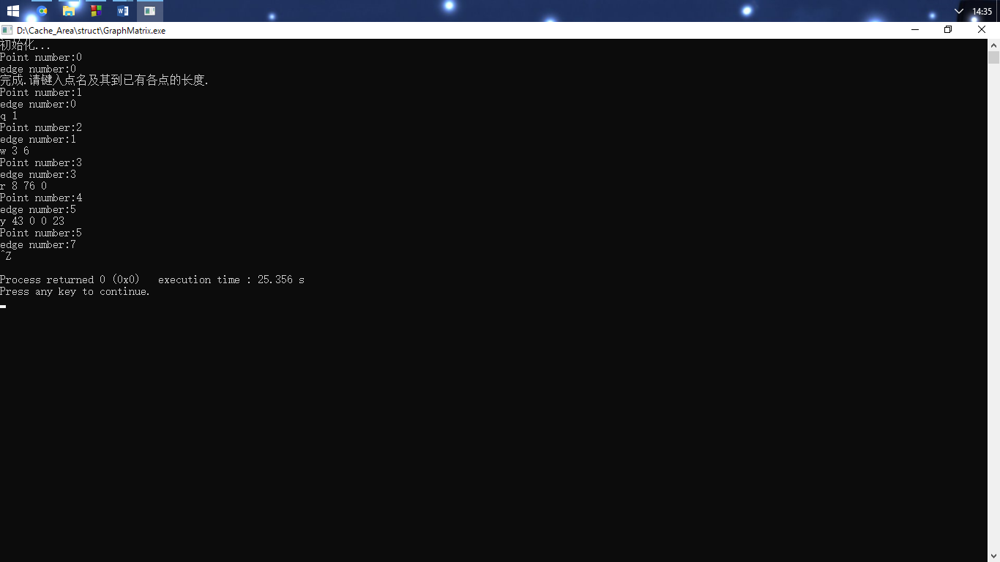 14:35
D:\Cache_Area\struct\GraphMatrix.exe
初始化...
Point number:0
edge number:0
完成.请键入点名及其到已有各点的长度.
Point number:1
edge number:0
q 1
Point number:2
edge number:1
w 3 6
Point number:3
edge number:3
r 8 76 0
Point number:4
edge number:5
y 43 0 0 23
Point number:5
edge number:7
^Z
Process returned 0 (0x0)   execution time : 25.356 s
Press any key to continue.